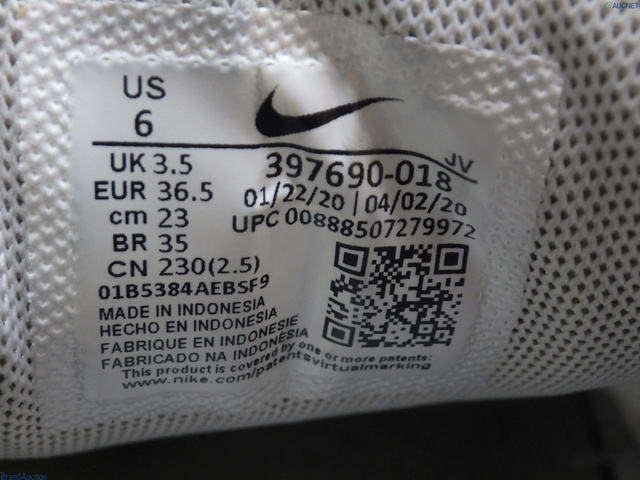 ©AUCNET
US
6
UK 3.5
EUR 36.5
cm 23
BR 35
CN 230(2.5)
JV
397690-018
01/22/20 | 04/02/20
UPC 00888507279972
01B5384AEBSF9
MADE IN INDONESIA
HECHO EN INDONESIA
FABRIQUE EN INDONESIE
FABRICADO NA INDONESIA
This product is covered by one or more patents:
www.nike.com/patentsvirtualmarking
BrandAuction